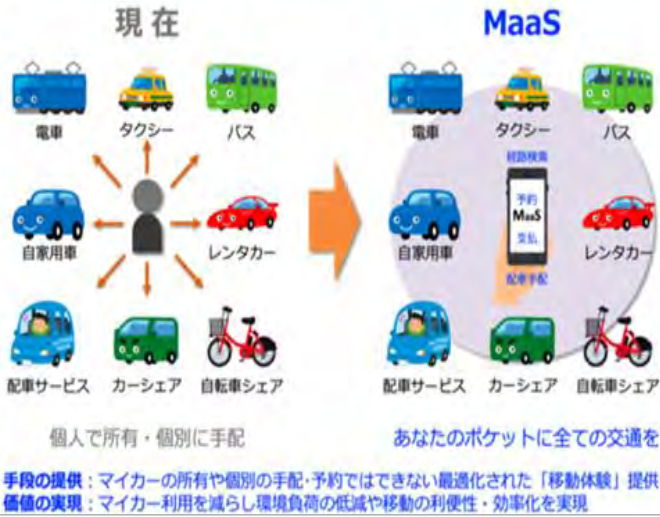 現在
MaaS
電車
タクシー
バス
電車
タクシー
バス
経路検索
予約
MaaS
支払
配車手配
自家用車
レンタカー
自家用車
レンタカー
配車サービス
カーシェア
自転車シェア
配車サービス
カーシェア
自転車シェア
個人で所有・個別に手配
あなたのポケットに全ての交通を
手段の提供：マイカーの所有や個別の手配･予約ではできない最適化された「移動体験」提供
価値の実現：マイカー利用を減らし環境負荷の低減や移動の利便性・効率化を実現